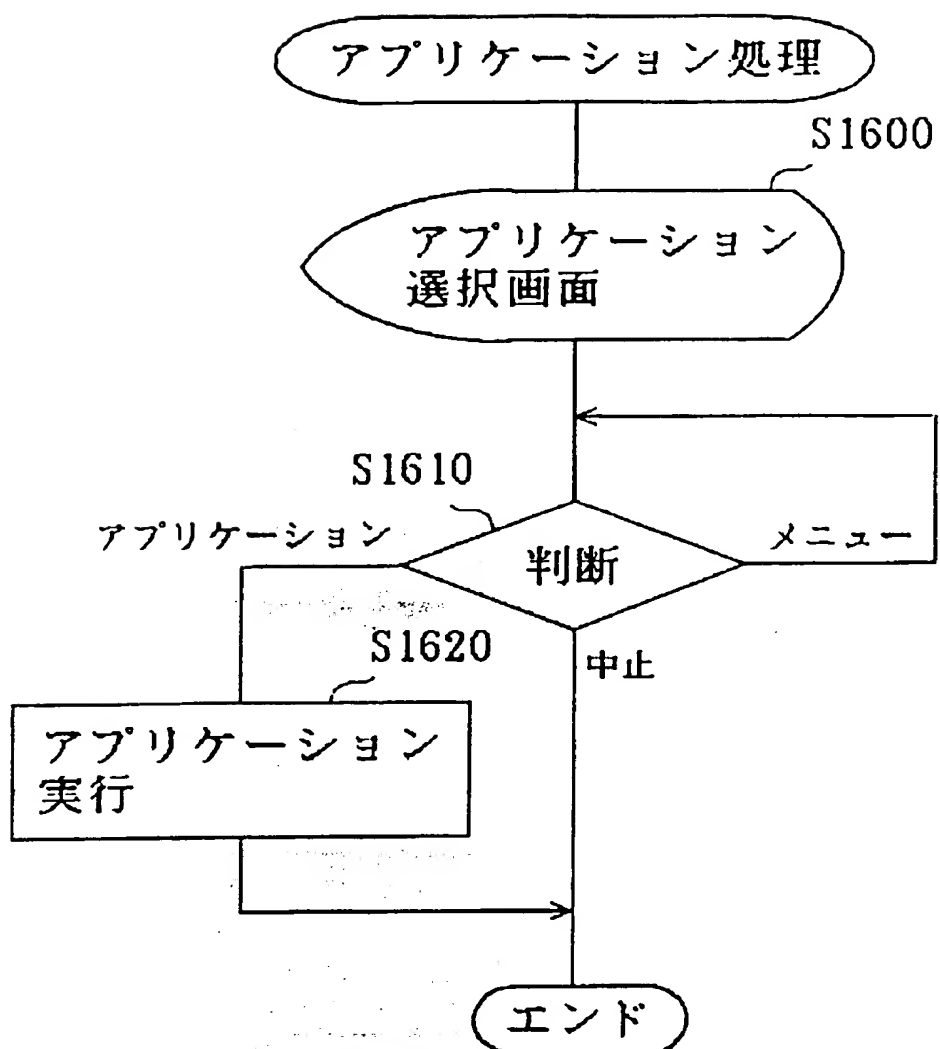 アプリケーション処理
S1600
アプリケーション
選択画面
S1610
アプリケーション
判断
メニュー
S1620
中止
アプリケーション
実行
エンド